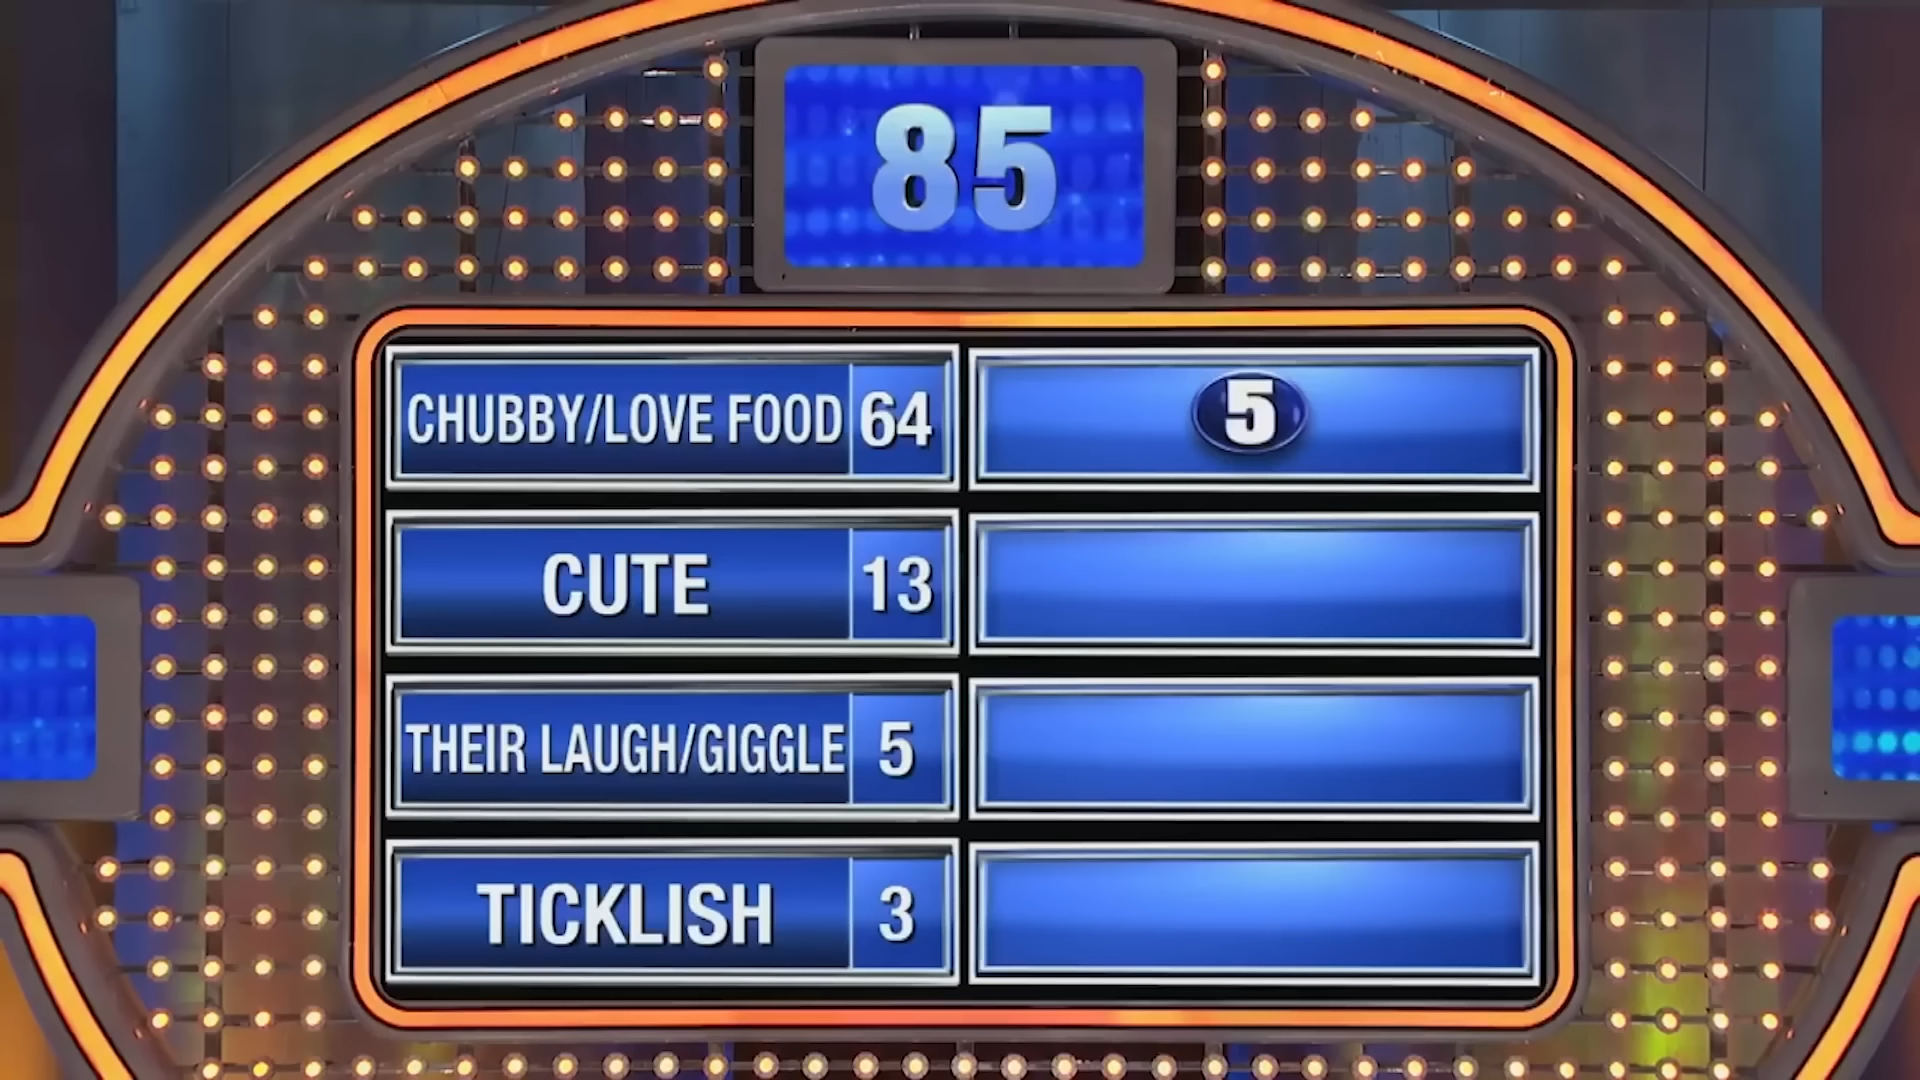 85
CHUBBY/LOVE FOOD 64
5
CUTE 13
THEIR LAUGH/GIGGLE 5
TICKLISH 3